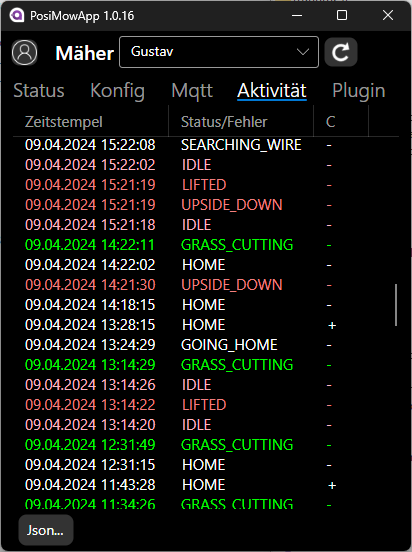 PosiMowApp 1.0.16
Mäher Gustav
Status Konfig Mqtt Aktivität Plugin
Zeitstempel Status/Fehler C
09.04.2024 15:22:08 SEARCHING_WIRE -
09.04.2024 15:22:02 IDLE -
09.04.2024 15:21:19 LIFTED -
09.04.2024 15:21:19 UPSIDE_DOWN -
09.04.2024 15:21:18 IDLE -
09.04.2024 14:22:11 GRASS_CUTTING -
09.04.2024 14:22:02 HOME -
09.04.2024 14:21:30 UPSIDE_DOWN -
09.04.2024 14:18:15 HOME -
09.04.2024 13:28:15 HOME +
09.04.2024 13:24:29 GOING_HOME -
09.04.2024 13:14:29 GRASS_CUTTING -
09.04.2024 13:14:26 IDLE -
09.04.2024 13:14:22 LIFTED -
09.04.2024 13:14:20 IDLE -
09.04.2024 12:31:49 GRASS_CUTTING -
09.04.2024 12:31:15 HOME -
09.04.2024 11:43:28 HOME +
09.04.2024 11:34:26 GRASS_CUTTING -
Json...